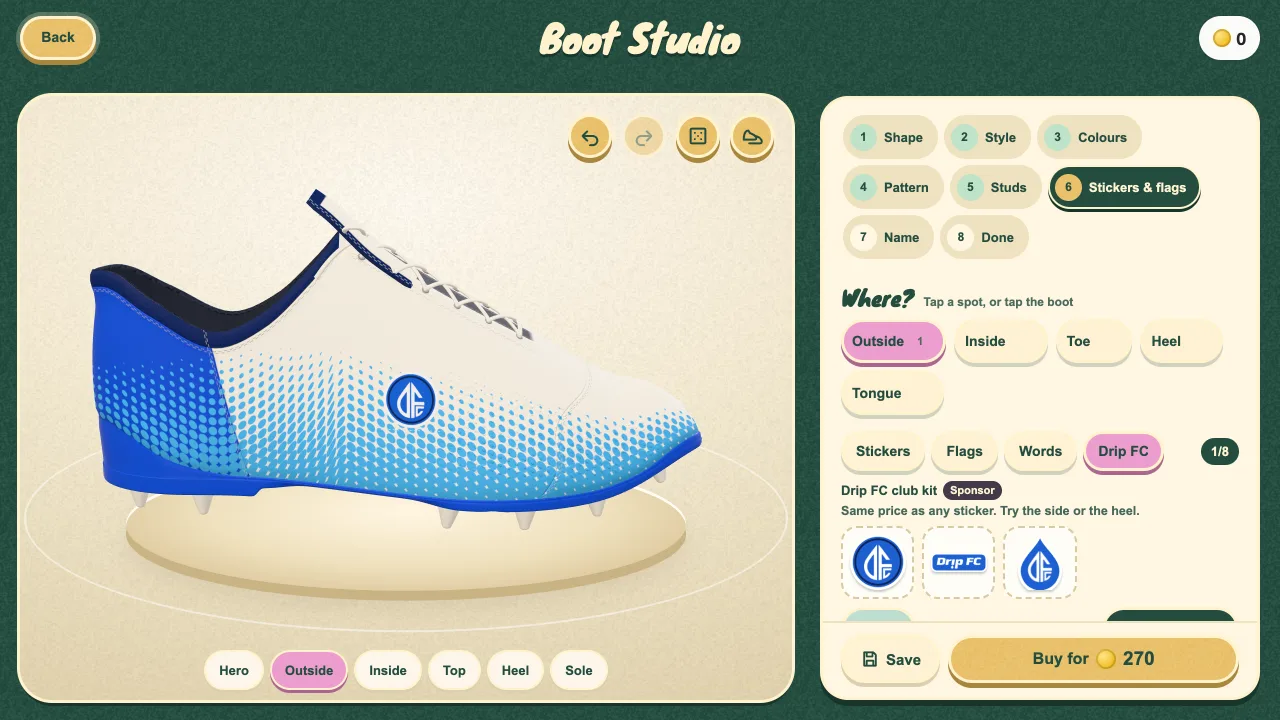 Back
Boot Studio
0
1 Shape
2 Style
3 Colours
4 Pattern
5 Studs
6 Stickers & flags
7 Name
8 Done
Where? Tap a spot, or tap the boot
Outside 1
Inside
Toe
Heel
Tongue
Stickers
Flags
Words
Drip FC
1/8
Drip FC club kit Sponsor
Same price as any sticker. Try the side or the heel.
Drip FC
Save
Buy for 270
Hero
Outside
Inside
Top
Heel
Sole